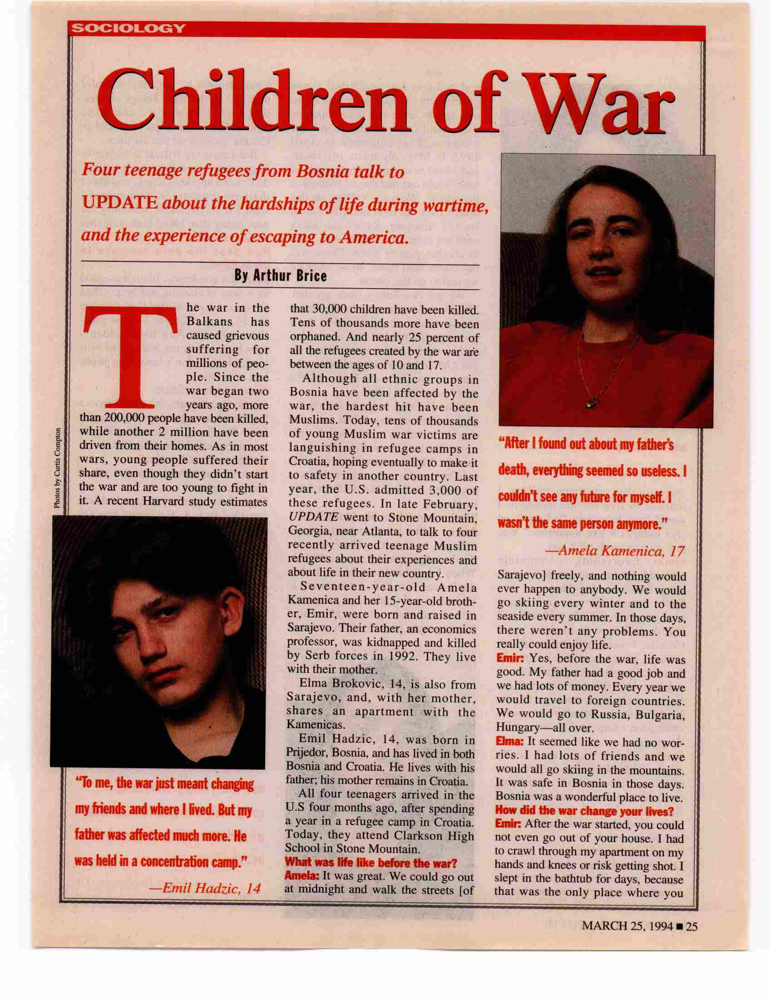 SOCIOLOGY
Children of War
Four teenage refugees from Bosnia talk to
UPDATE about the hardships of life during wartime,
and the experience of escaping to America.
By Arthur Brice
The war in the
Balkans has
caused grievous
suffering for
millions of peo-
ple. Since the
war began two
years ago, more
than 200,000 people have been killed,
while another 2 million have been
driven from their homes. As in most
wars, young people suffered their
share, even though they didn't start
the war and are too young to fight in
it. A recent Harvard study estimates
Photos by Curtis Compton
"To me, the war just meant changing
my friends and where I lived. But my
father was affected much more. He
was held in a concentration camp."
—Emil Hadzic, 14
that 30,000 children have been killed.
Tens of thousands more have been
orphaned. And nearly 25 percent of
all the refugees created by the war are
between the ages of 10 and 17.
Although all ethnic groups in
Bosnia have been affected by the
war, the hardest hit have been
Muslims. Today, tens of thousands
of young Muslim war victims are
languishing in refugee camps in
Croatia, hoping eventually to make it
to safety in another country. Last
year, the U.S. admitted 3,000 of
these refugees. In late February,
UPDATE went to Stone Mountain,
Georgia, near Atlanta, to talk to four
recently arrived teenage Muslim
refugees about their experiences and
about life in their new country.
Seventeen-year-old Amela
Kamenica and her 15-year-old broth-
er, Emir, were born and raised in
Sarajevo. Their father, an economics
professor, was kidnapped and killed
by Serb forces in 1992. They live
with their mother.
Elma Brokovic, 14, is also from
Sarajevo, and, with her mother,
shares an apartment with the
Kamenicas.
Emil Hadzic, 14, was born in
Prijedor, Bosnia, and has lived in both
Bosnia and Croatia. He lives with his
father; his mother remains in Croatia.
All four teenagers arrived in the
U.S four months ago, after spending
a year in a refugee camp in Croatia.
Today, they attend Clarkson High
School in Stone Mountain.
What was life like before the war?
Amela: It was great. We could go out
at midnight and walk the streets [of
"After I found out about my father's
death, everything seemed so useless. I
couldn't see any future for myself. I
wasn't the same person anymore."
—Amela Kamenica, 17
Sarajevo] freely, and nothing would
ever happen to anybody. We would
go skiing every winter and to the
seaside every summer. In those days,
there weren't any problems. You
really could enjoy life.
Emir: Yes, before the war, life was
good. My father had a good job and
we had lots of money. Every year we
would travel to foreign countries.
We would go to Russia, Bulgaria,
Hungary—all over.
Elma: It seemed like we had no wor-
ries. I had lots of friends and we
would all go skiing in the mountains.
It was safe in Bosnia in those days.
Bosnia was a wonderful place to live.
How did the war change your lives?
Emir: After the war started, you could
not even go out of your house. I had
to crawl through my apartment on my
hands and knees or risk getting shot. I
slept in the bathtub for days, because
that was the only place where you
MARCH 25, 1994 ■ 25